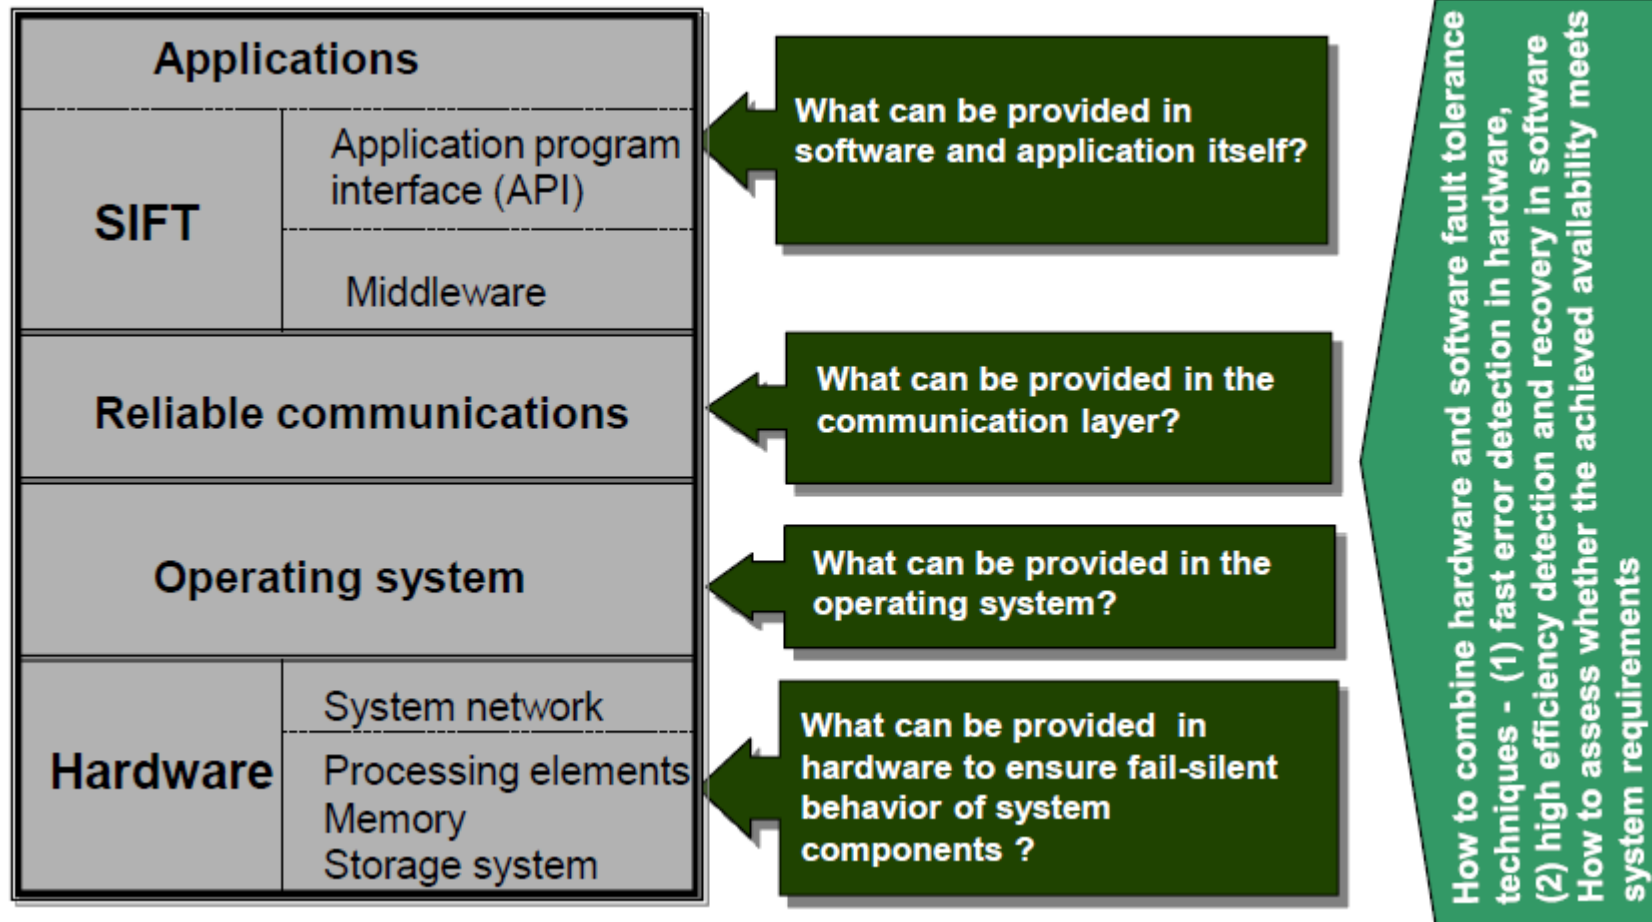 Applications
SIFT
Application program
interface (API)
Middleware
Reliable communications
Operating system
Hardware
System network
Processing elements
Memory
Storage system
What can be provided in
software and application itself?
What can be provided in the
communication layer?
What can be provided in the
operating system?
What can be provided in
hardware to ensure fail-silent
behavior of system
components ?
How to combine hardware and software fault tolerance
techniques - (1) fast error detection in hardware,
(2) high efficiency detection and recovery in software
How to assess whether the achieved availability meets
system requirements